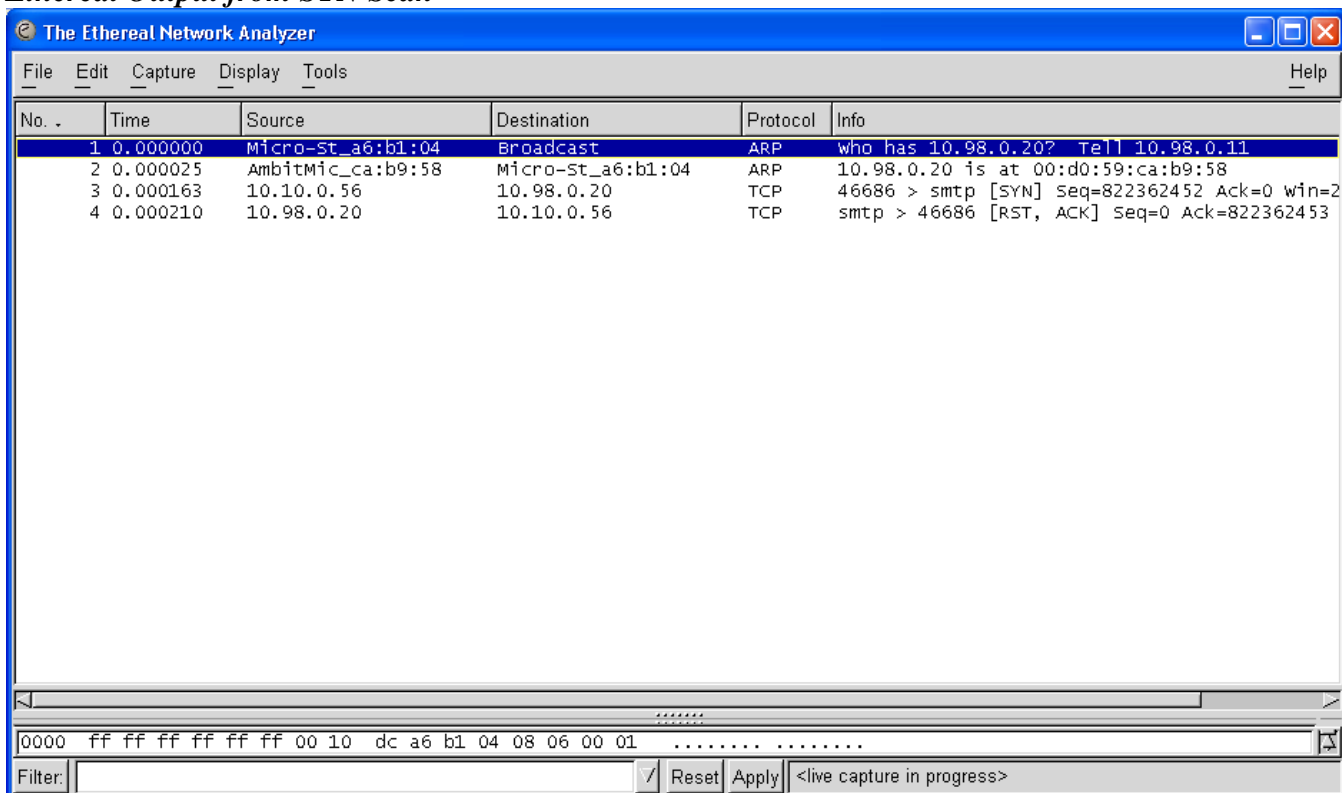 The Ethereal Network Analyzer
File Edit Capture Display Tools Help
No. Time Source Destination Protocol Info
1 0.000000 Micro-St_a6:b1:04 Broadcast ARP who has 10.98.0.20? Tell 10.98.0.11
2 0.000025 AmbitMic_ca:b9:58 Micro-St_a6:b1:04 ARP 10.98.0.20 is at 00:d0:59:ca:b9:58
3 0.000163 10.10.0.56 10.98.0.20 TCP 46686 > smtp [SYN] Seq=822362452 Ack=0 Win=2
4 0.000210 10.98.0.20 10.10.0.56 TCP smtp > 46686 [RST, ACK] Seq=0 Ack=822362453
0000 ff ff ff ff ff ff 00 10 dc a6 b1 04 08 06 00 01 ........ ........
Filter: Reset Apply <live capture in progress>